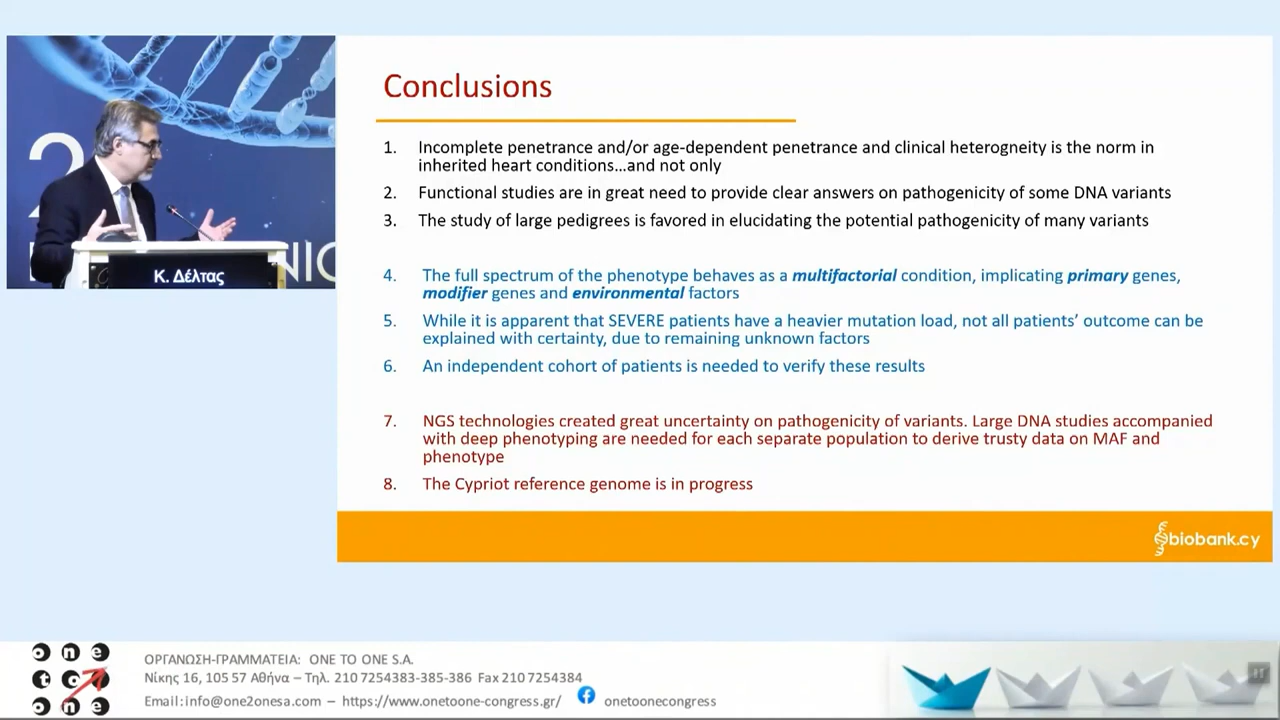 Conclusions
1. Incomplete penetrance and/or age-dependent penetrance and clinical heterogneity is the norm in
inherited heart conditions...and not only
2. Functional studies are in great need to provide clear answers on pathogenicity of some DNA variants
3. The study of large pedigrees is favored in elucidating the potential pathogenicity of many variants
4. The full spectrum of the phenotype behaves as a multifactorial condition, implicating primary genes,
modifier genes and environmental factors
5. While it is apparent that SEVERE patients have a heavier mutation load, not all patients' outcome can be
explained with certainty, due to remaining unknown factors
6. An independent cohort of patients is needed to verify these results
7. NGS technologies created great uncertainty on pathogenicity of variants. Large DNA studies accompanied
with deep phenotyping are needed for each separate population to derive trusty data on MAF and
phenotype
8. The Cypriot reference genome is in progress
biobank.cy
2
Κ. Δέλτας
one
to
one
ΟΡΓΑΝΩΣΗ-ΓΡΑΜΜΑΤΕΙΑ: ONE TO ONE S.A.
Νίκης 16, 105 57 Αθήνα – Τηλ. 210 7254383-385-386 Fax 210 7254384
Email: info@one2onesa.com – https://www.onetoone-congress.gr/ onetoonecongress